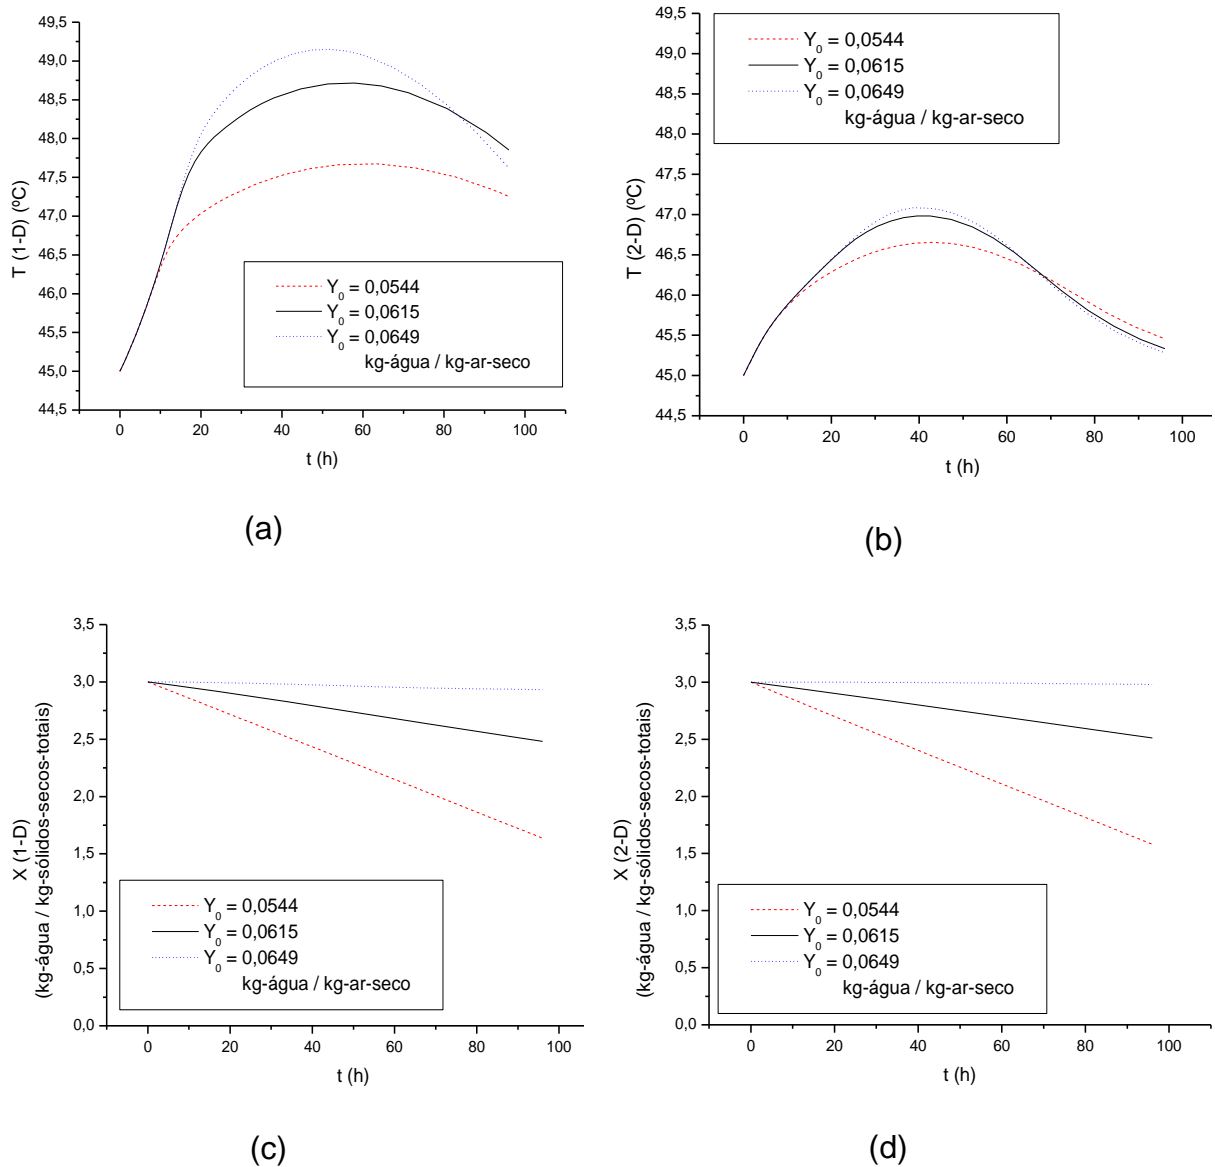 49,5
49,0
48,5
48,0
47,5
47,0
46,5
46,0
45,5
45,0
44,5
T (1-D) (ºC)
0 20 40 60 80 100
t (h)
Y0 = 0,0544
Y0 = 0,0615
Y0 = 0,0649
kg-água / kg-ar-seco
(a)
49,5
49,0
48,5
48,0
47,5
47,0
46,5
46,0
45,5
45,0
44,5
T (2-D) (ºC)
0 20 40 60 80 100
t (h)
Y0 = 0,0544
Y0 = 0,0615
Y0 = 0,0649
kg-água / kg-ar-seco
(b)
3,5
3,0
2,5
2,0
1,5
1,0
0,5
0,0
X (1-D)
(kg-água / kg-sólidos-secos-totais)
0 20 40 60 80 100
t (h)
Y0 = 0,0544
Y0 = 0,0615
Y0 = 0,0649
kg-água / kg-ar-seco
(c)
3,5
3,0
2,5
2,0
1,5
1,0
0,5
0,0
X (2-D)
(kg-água / kg-sólidos-secos-totais)
0 20 40 60 80 100
t (h)
Y0 = 0,0544
Y0 = 0,0615
Y0 = 0,0649
kg-água / kg-ar-seco
(d)